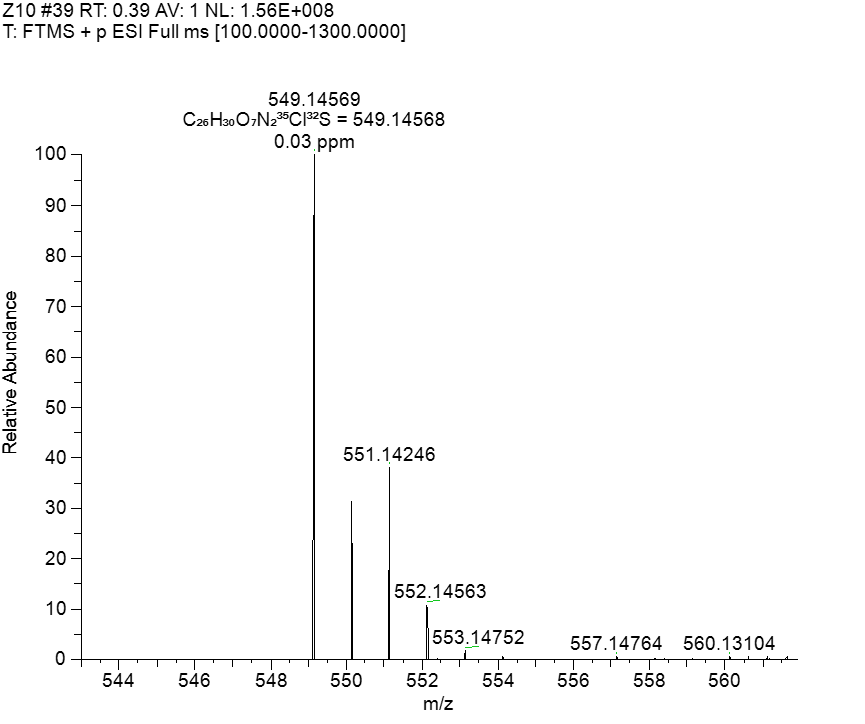 Z10 #39 RT: 0.39 AV: 1 NL: 1.56E+008
T: FTMS + p ESI Full ms [100.0000-1300.0000]
549.14569
C₂₆H₃₀O₇N₂³⁵Cl³²S = 549.14568
0.03 ppm
100
90
80
70
60
50
40
30
20
10
0
Relative Abundance
551.14246
552.14563
553.14752
557.14764 560.13104
544 546 548 550 552 554 556 558 560
m/z